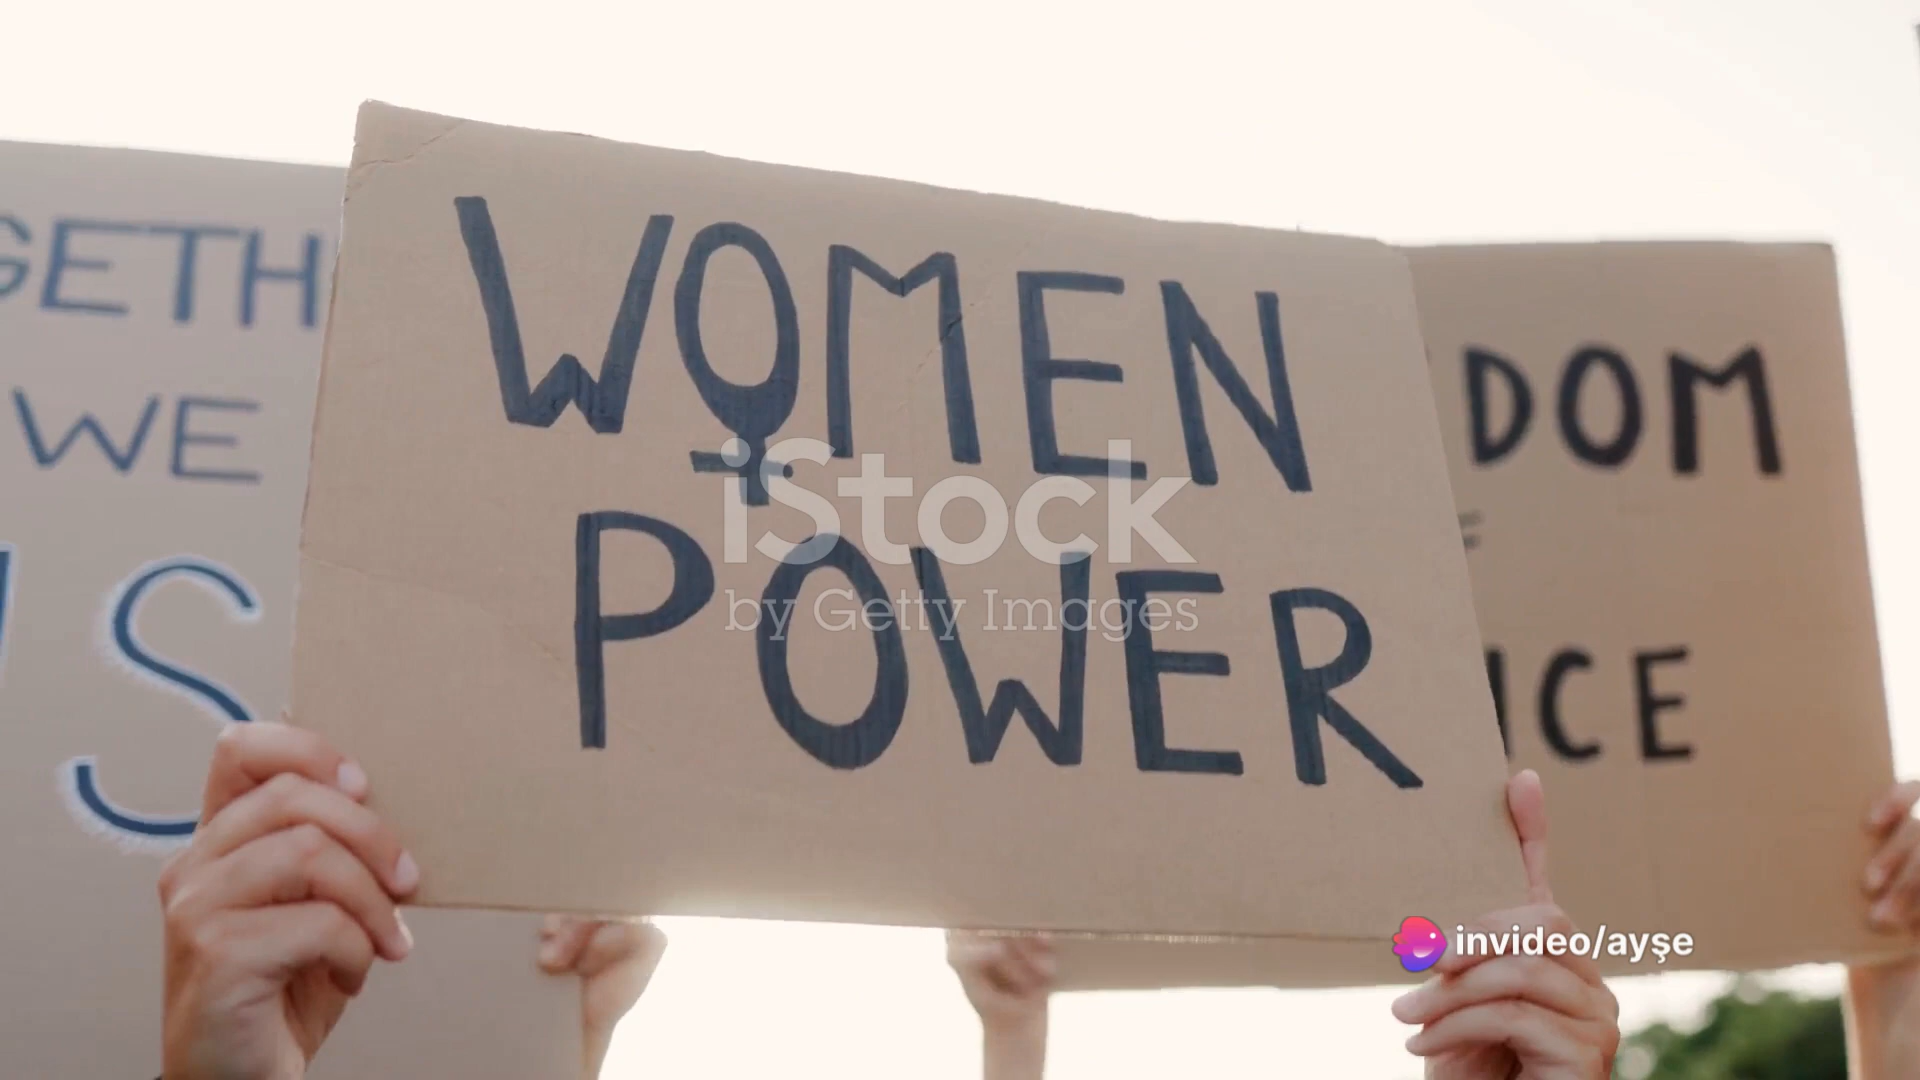 GETH
WE
S
WOMEN
POWER
DOM
ICE
iStock
by Getty Images
invideo/ayşe